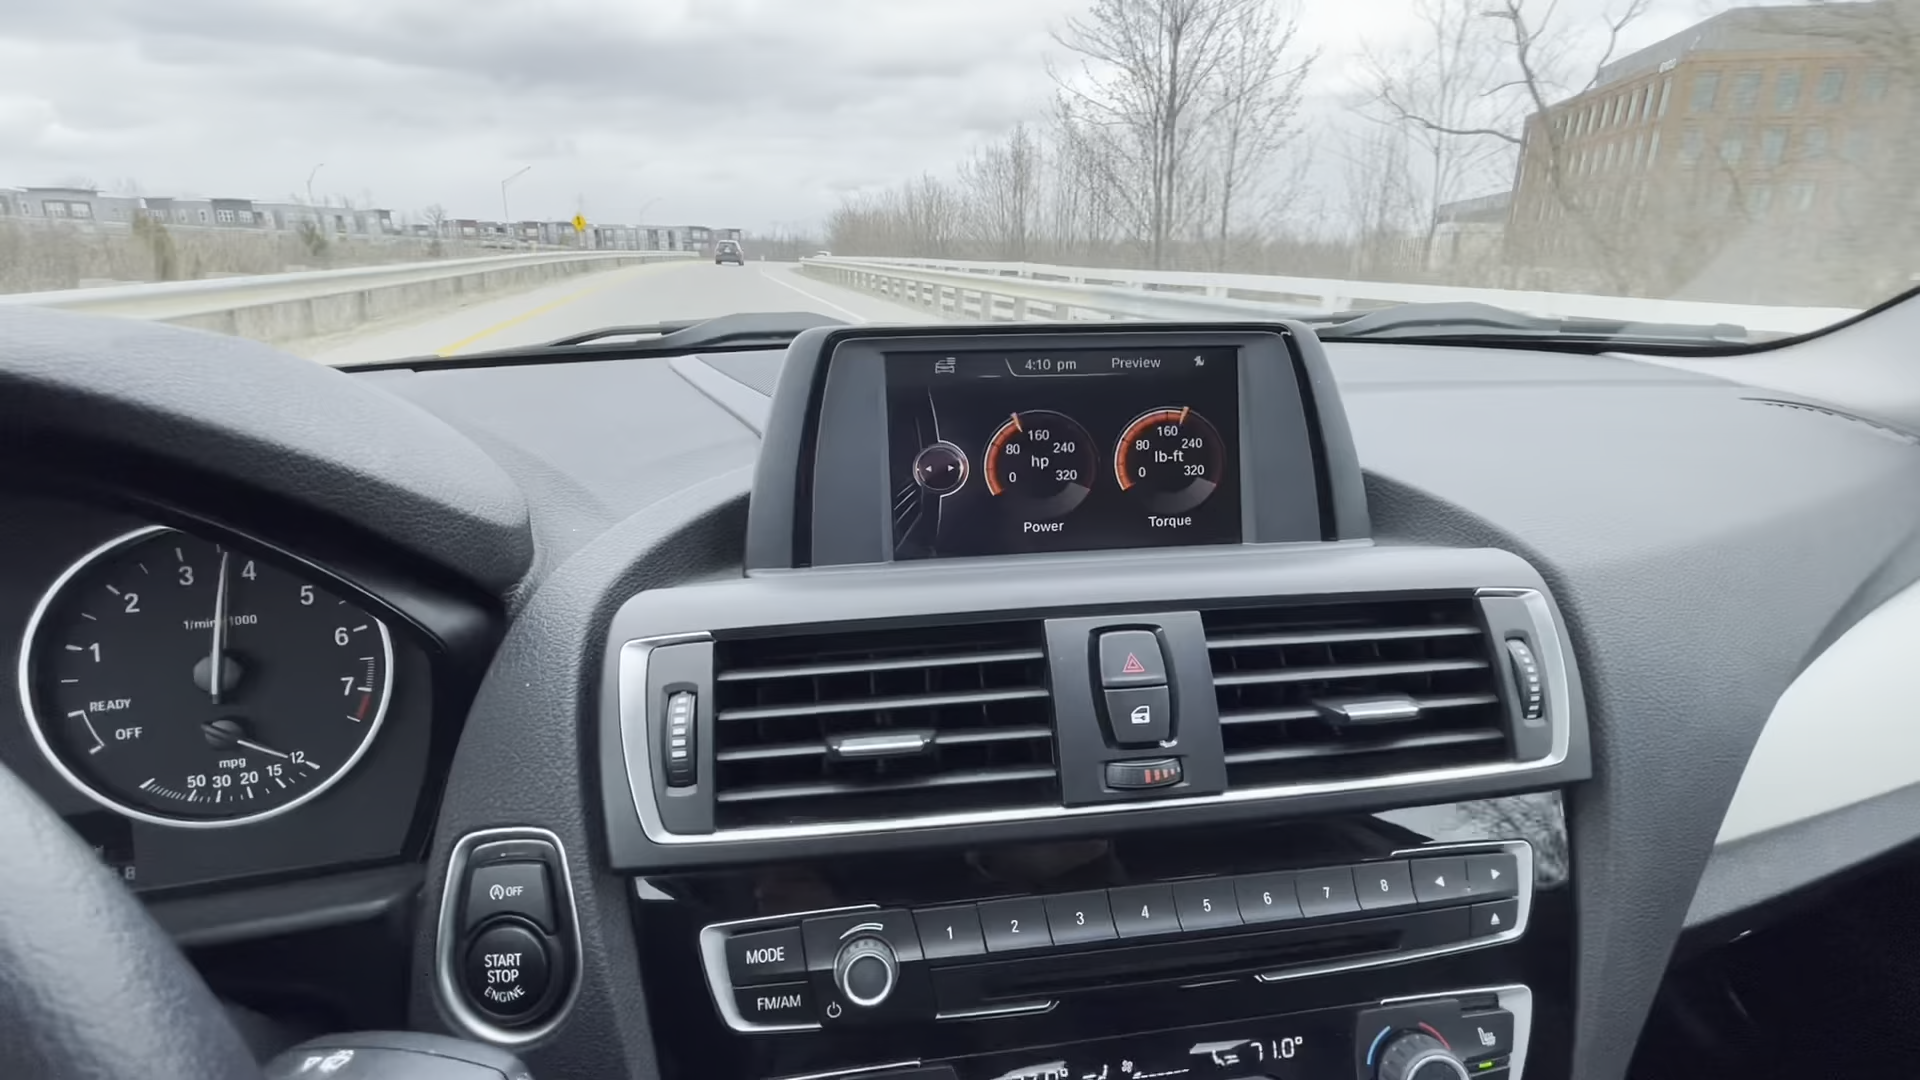 4:10 pm Preview
0 80 160 240 320
hp
Power
0 80 160 240 320
lb-ft
Torque
1 2 3 4 5 6 7
1/min x1000
READY
OFF
mpg
50 30 20 15 12
OFF
START
STOP
ENGINE
MODE
FM/AM
1 2 3 4 5 6 7 8
71.0°